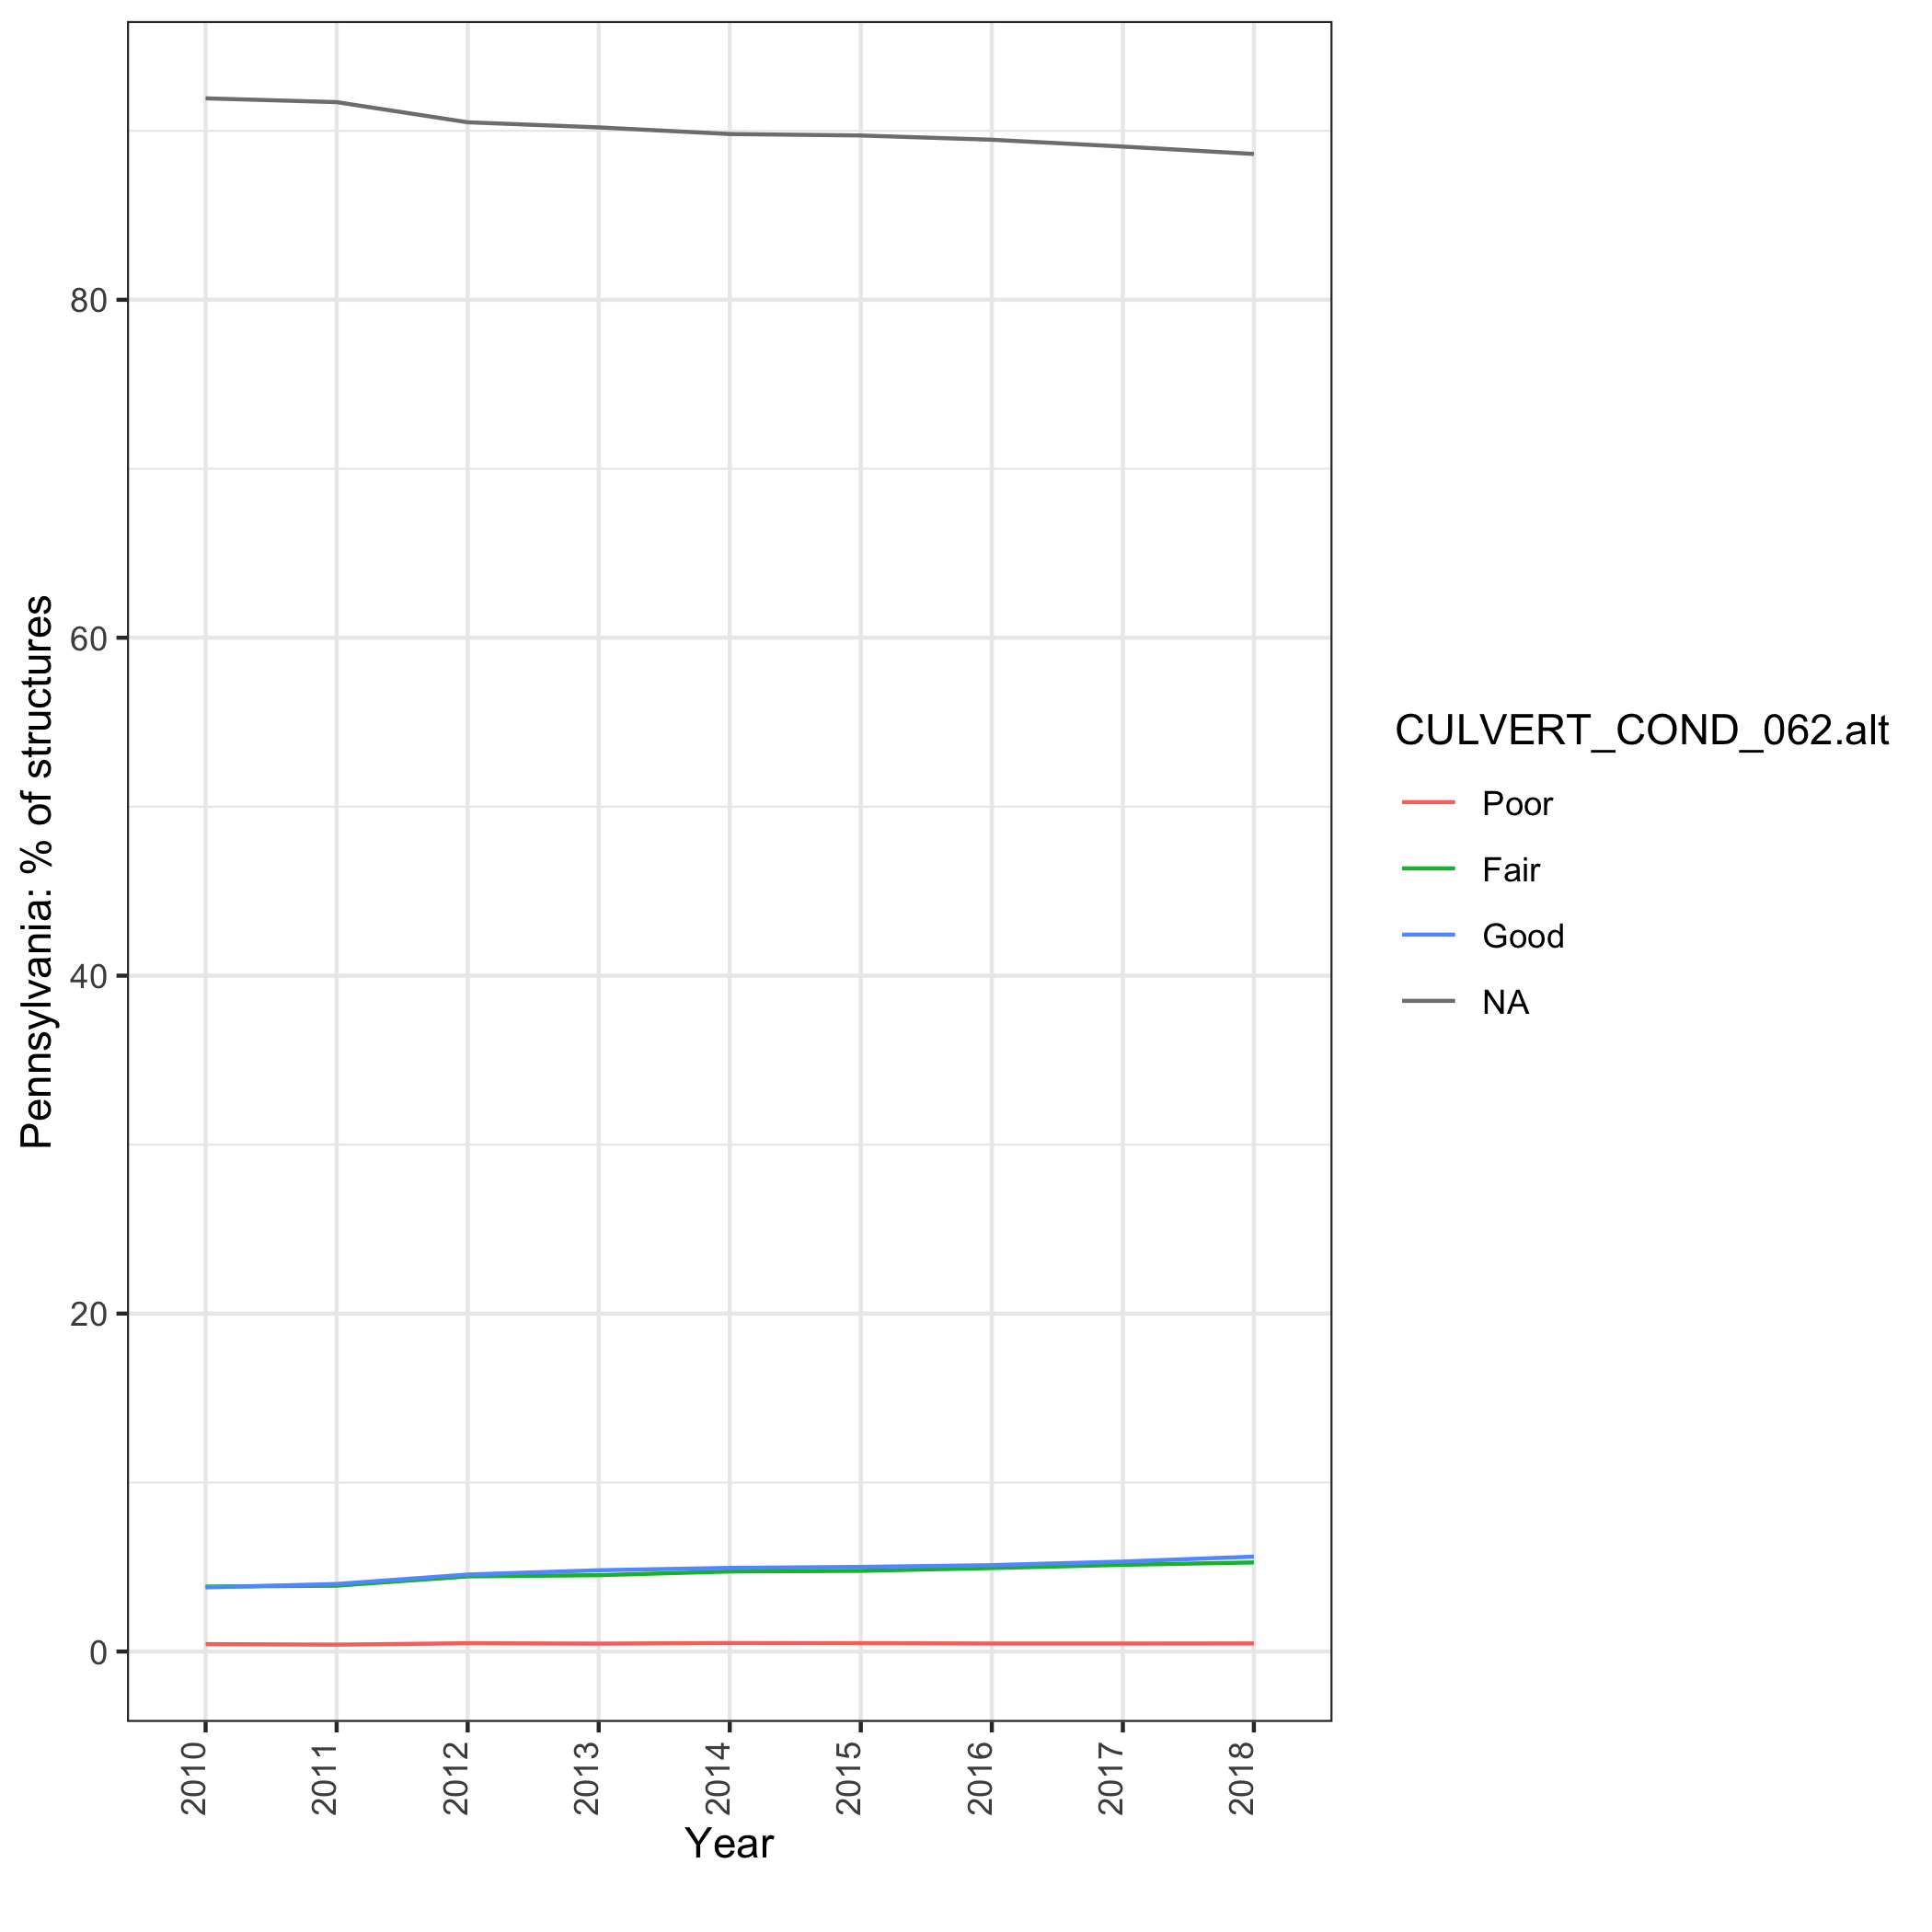 Pennsylvania: % of structures
80
60
40
20
0
2010
2011
2012
2013
2014
2015
2016
2017
2018
Year
CULVERT_COND_062.alt
Poor
Fair
Good
NA